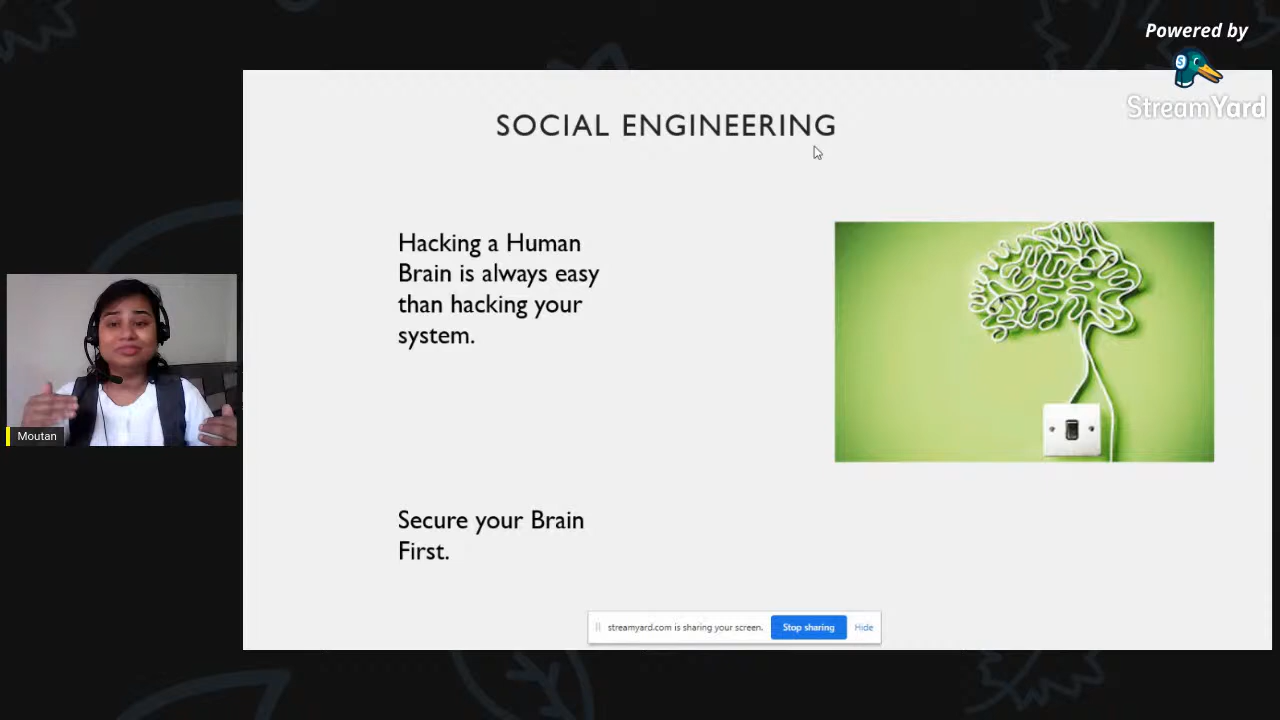 Powered by
StreamYard
SOCIAL ENGINEERING
Hacking a Human
Brain is always easy
than hacking your
system.
Secure your Brain
First.
Moutan
streamyard.com is sharing your screen. Stop sharing Hide